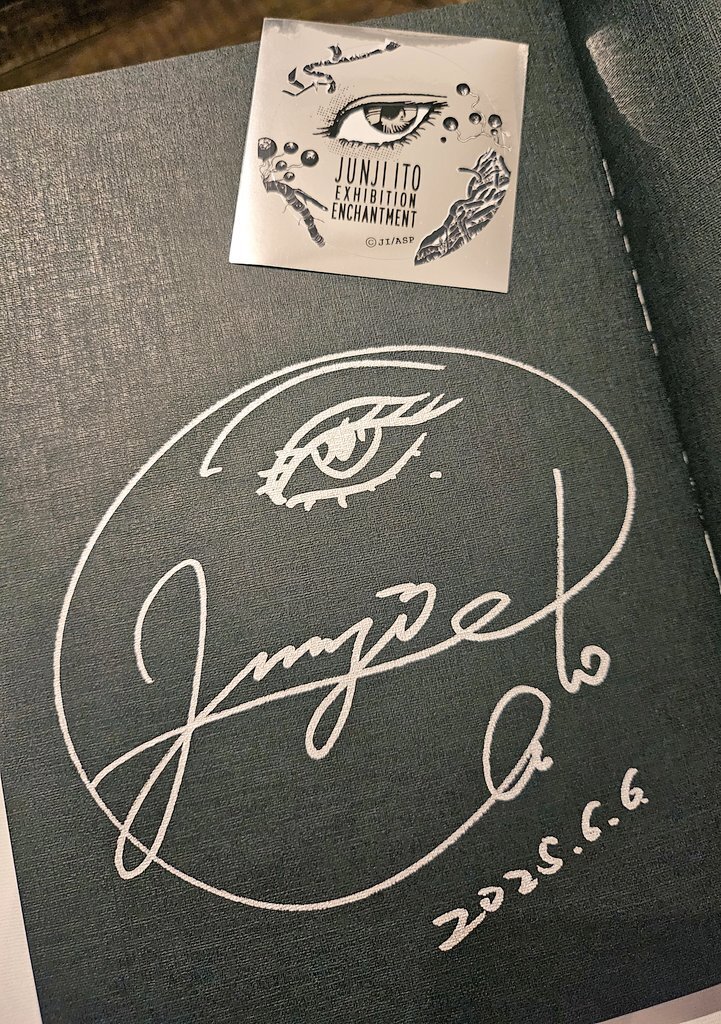 JUNJI ITO
EXHIBITION
ENCHANTMENT
©JI/ASP
Junji Ito
2025.6.6.